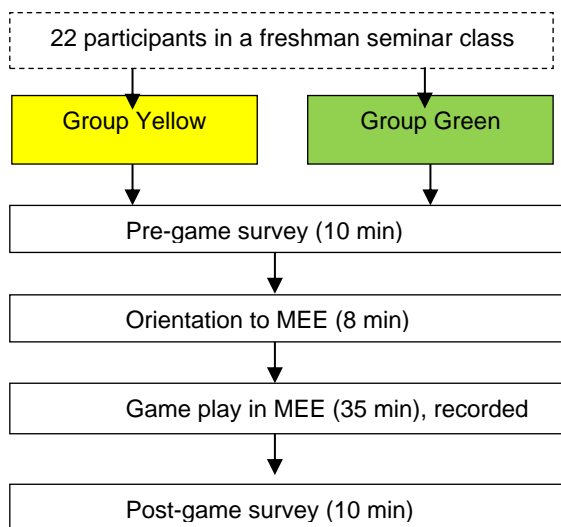 22 participants in a freshman seminar class
Group Yellow
Group Green
Pre-game survey (10 min)
Orientation to MEE (8 min)
Game play in MEE (35 min), recorded
Post-game survey (10 min)